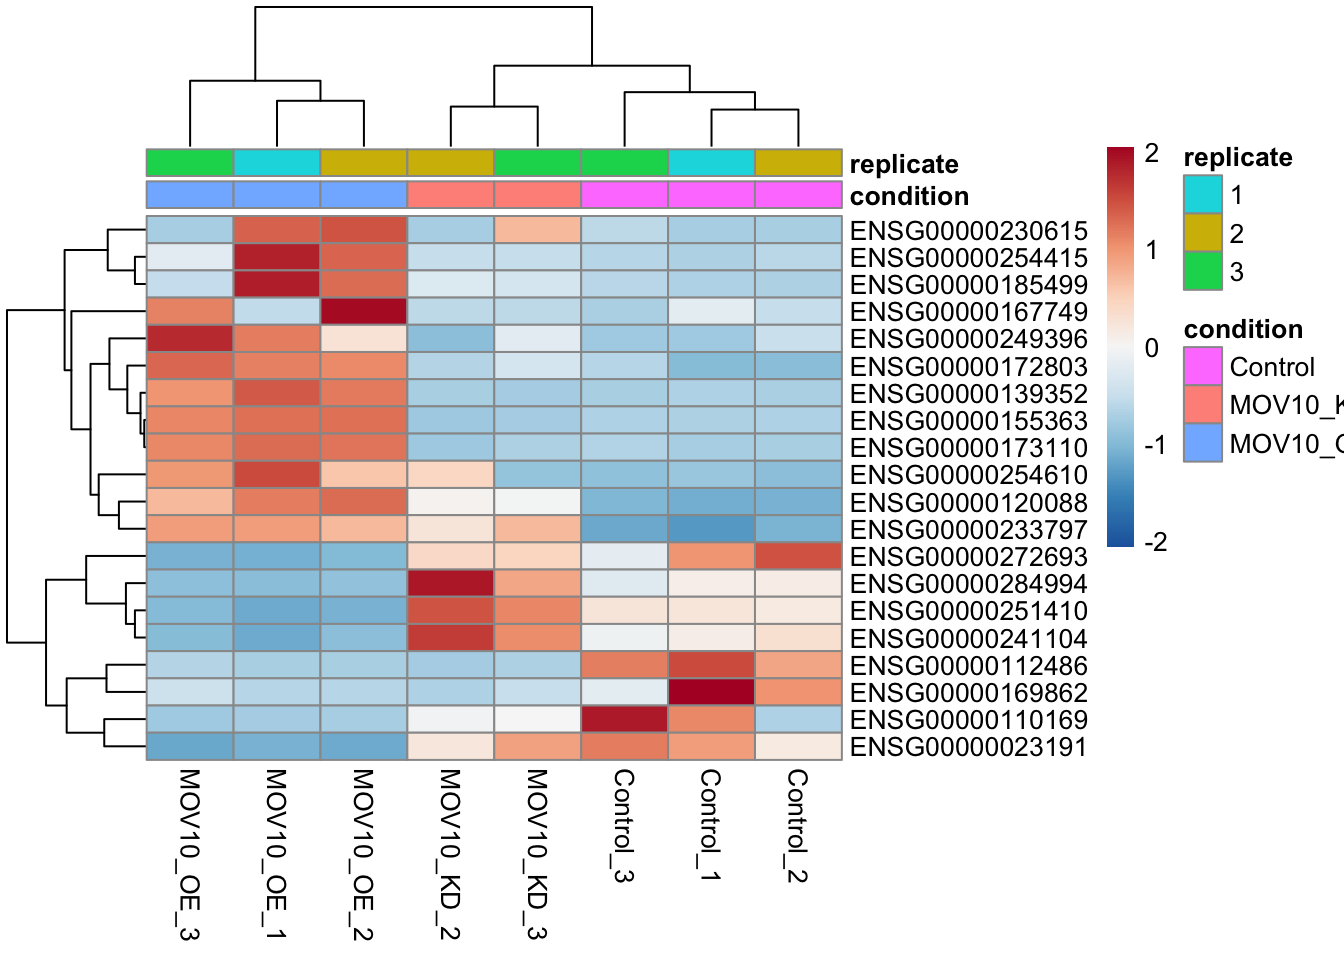 replicate
condition
ENSG00000230615
ENSG00000254415
ENSG00000185499
ENSG00000167749
ENSG00000249396
ENSG00000172803
ENSG00000139352
ENSG00000155363
ENSG00000173110
ENSG00000254610
ENSG00000120088
ENSG00000233797
ENSG00000272693
ENSG00000284994
ENSG00000251410
ENSG00000241104
ENSG00000112486
ENSG00000169862
ENSG00000110169
ENSG00000023191
MOV10_OE_3
MOV10_OE_1
MOV10_OE_2
MOV10_KD_2
MOV10_KD_3
Control_3
Control_1
Control_2
2
1
0
-1
-2
replicate
1
2
3
condition
Control
MOV10_K
MOV10_O